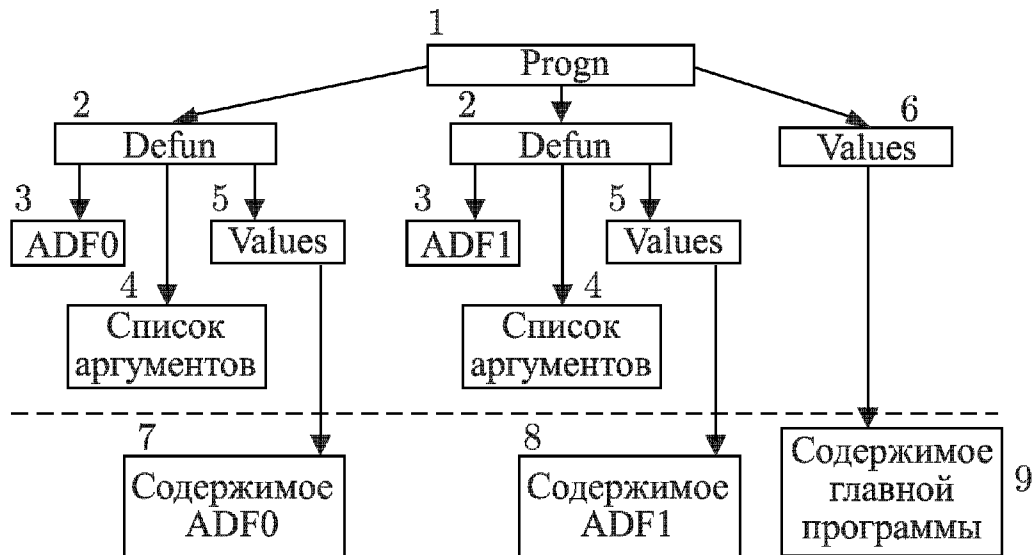 1
Progn
2
Defun
2
Defun
6
Values
3
ADF0
5
Values
3
ADF1
5
Values
4
Список
аргументов
4
Список
аргументов
7
Содержимое
ADF0
8
Содержимое
ADF1
Содержимое
главной
программы
9